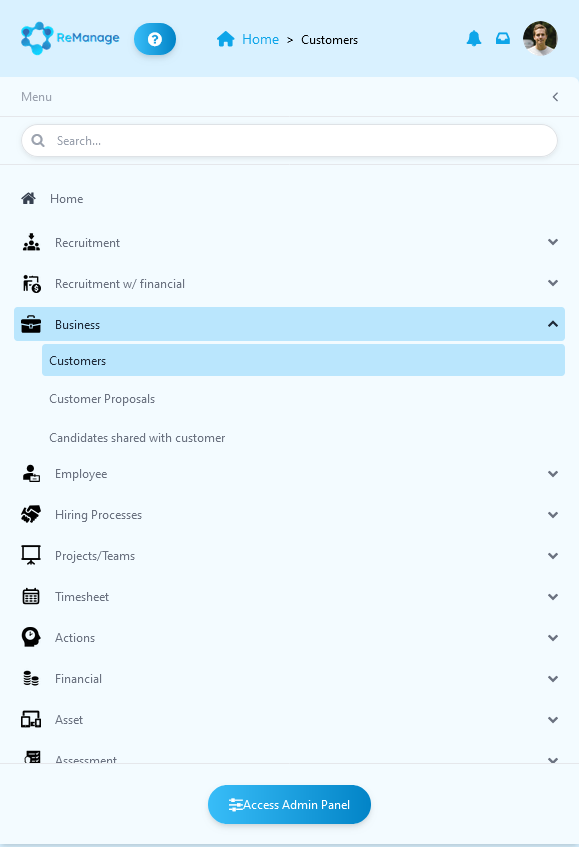 ReManage
Home > Customers
Menu
Search...
Home
Recruitment
Recruitment w/ financial
Business
Customers
Customer Proposals
Candidates shared with customer
Employee
Hiring Processes
Projects/Teams
Timesheet
Actions
Financial
Asset
Assessment
Access Admin Panel